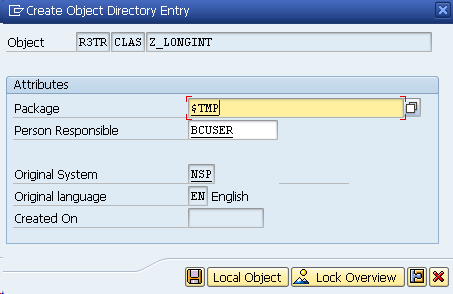 Create Object Directory Entry
Object R3TR CLAS Z_LONGINT
Attributes
Package $TMP
Person Responsible BCUSER
Original System NSP
Original language EN English
Created On
Local Object Lock Overview